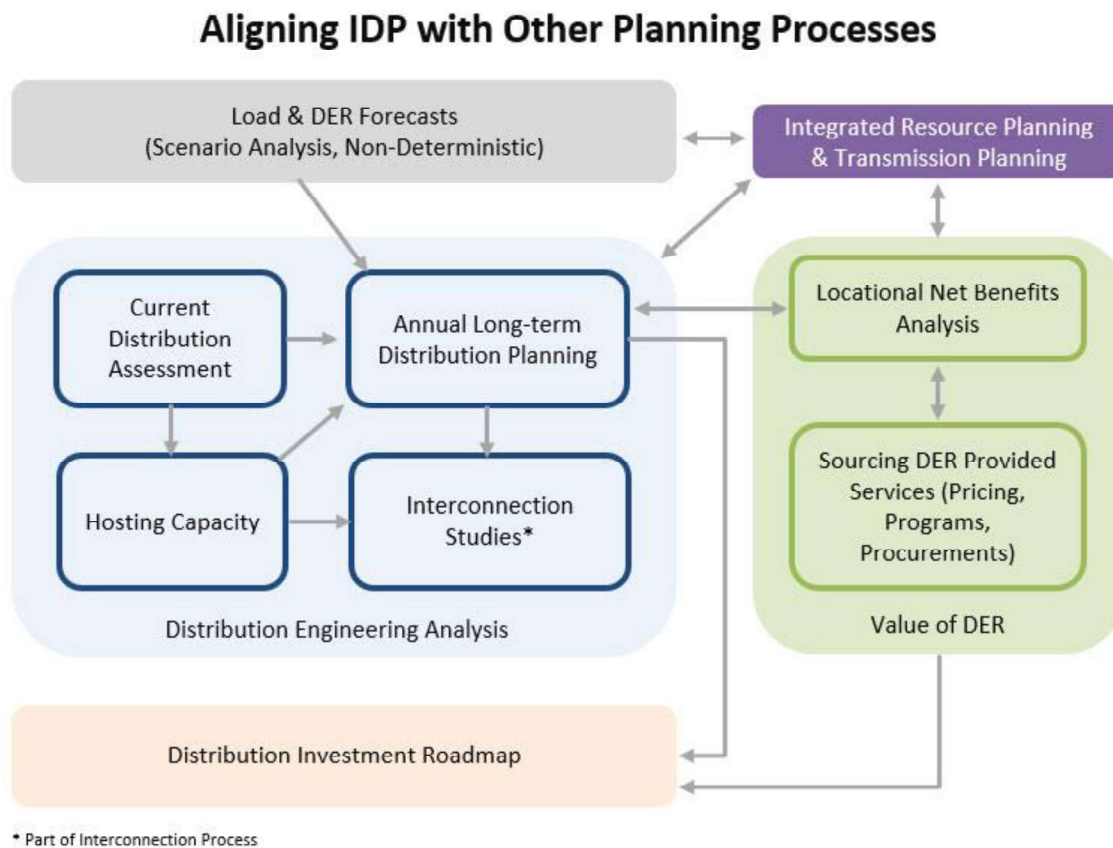 Aligning IDP with Other Planning Processes
Load & DER Forecasts
(Scenario Analysis, Non-Deterministic)
Integrated Resource Planning
& Transmission Planning
Current
Distribution
Assessment
Annual Long-term
Distribution Planning
Locational Net Benefits
Analysis
Hosting Capacity
Interconnection
Studies*
Sourcing DER Provided
Services (Pricing,
Programs,
Procurements)
Distribution Engineering Analysis
Value of DER
Distribution Investment Roadmap
* Part of Interconnection Process